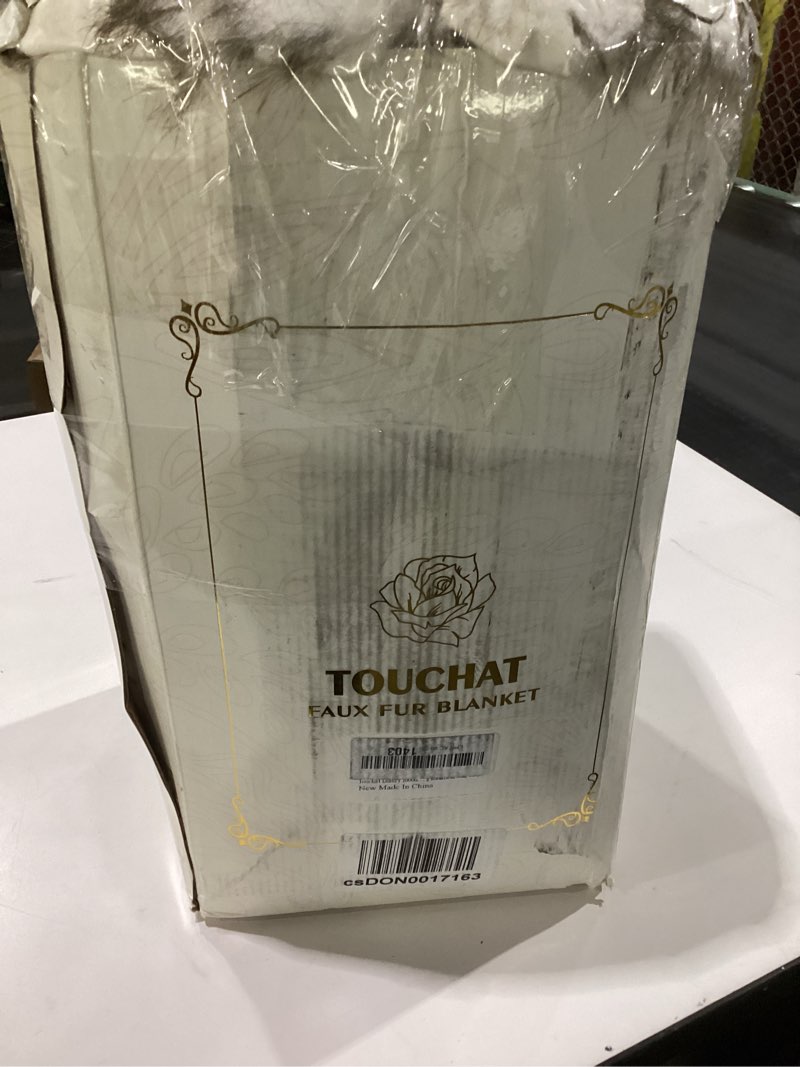 TOUCHAT
FAUX FUR BLANKET
1403
New Made In China
csDON0017163